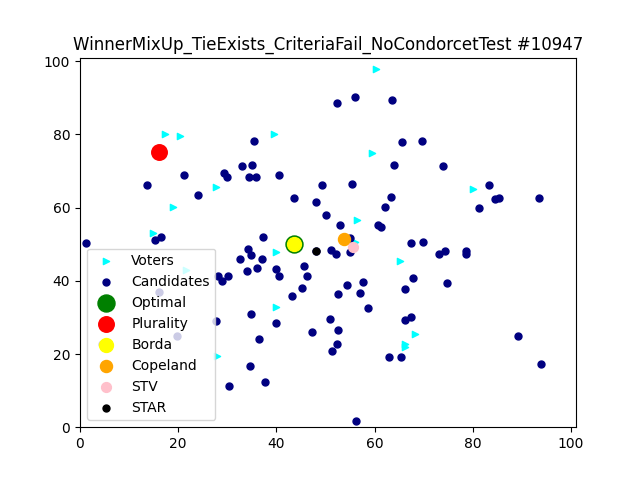 WinnerMixUp_TieExists_CriteriaFail_NoCondorcetTest #10947
100
80
60
40
20
0
Voters
Candidates
Optimal
Plurality
Borda
Copeland
STV
STAR
0 20 40 60 80 100